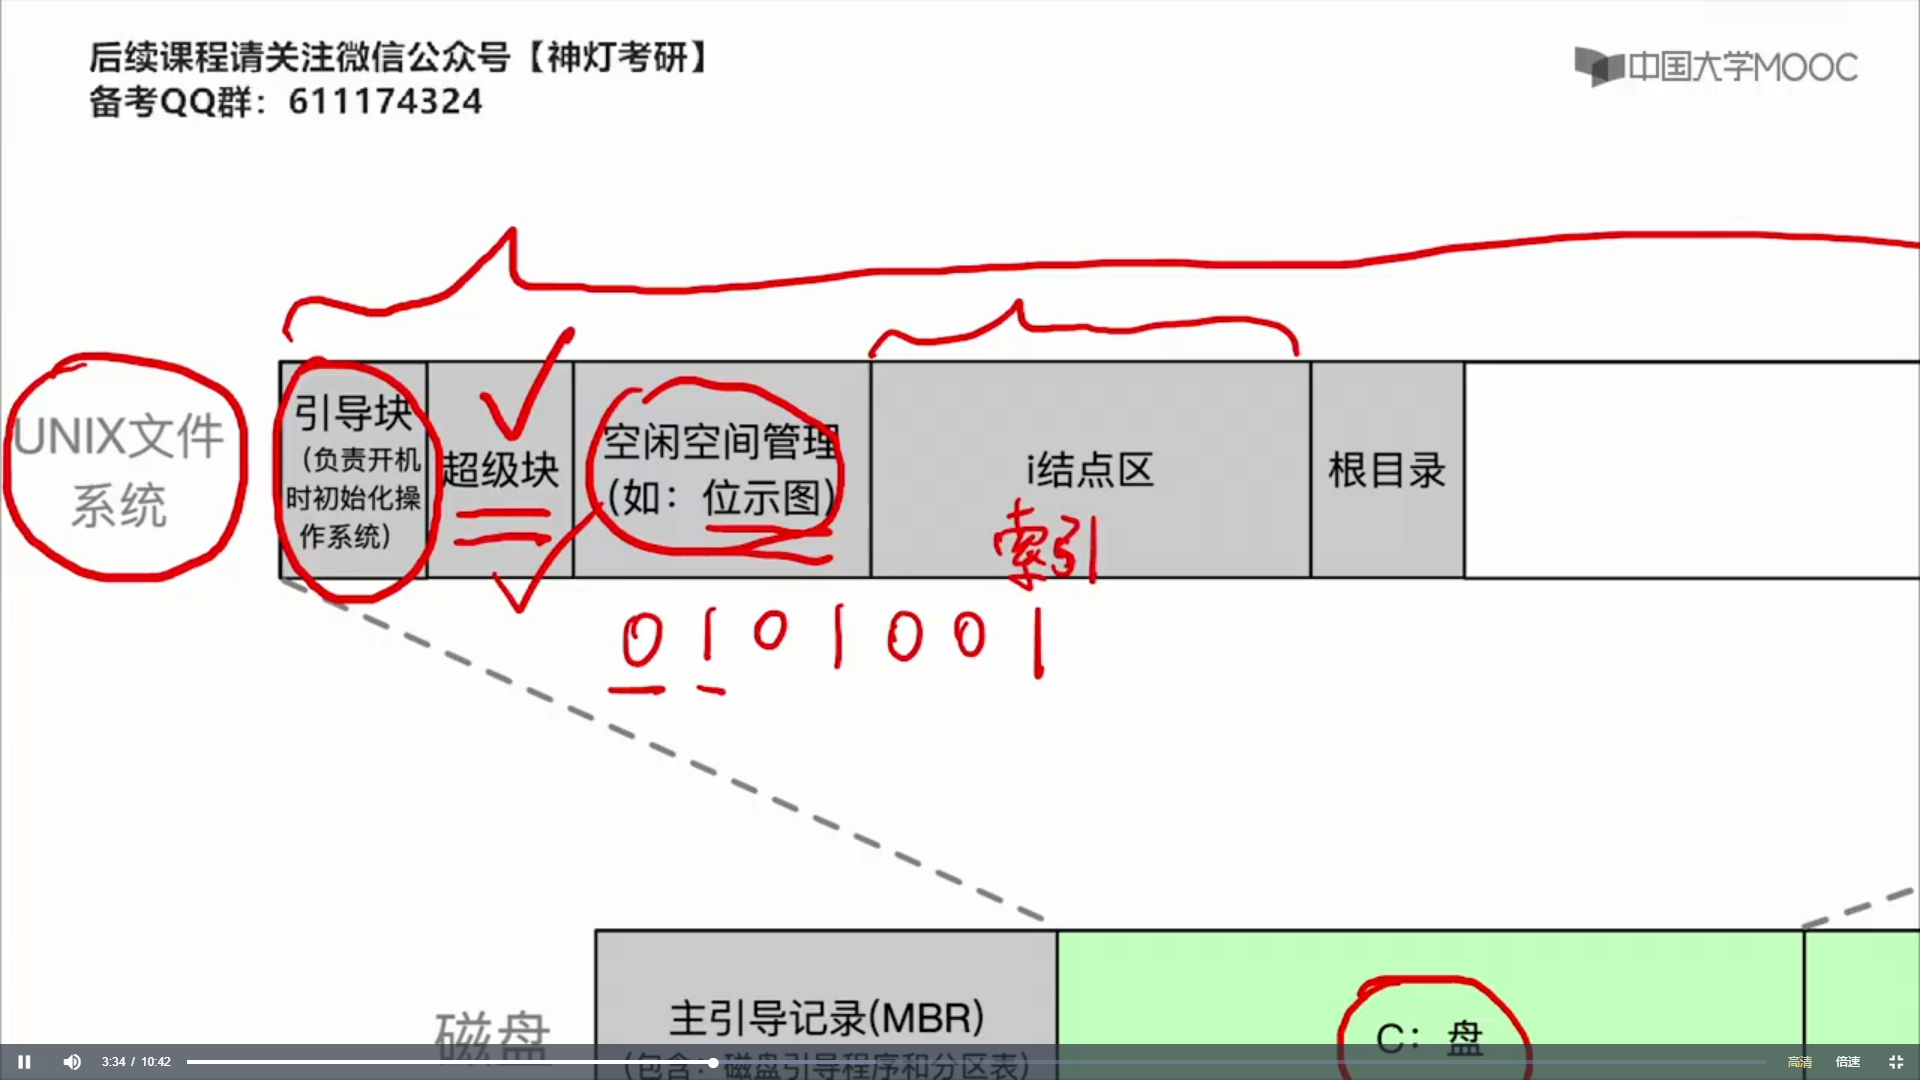 后续课程请关注微信公众号【神灯考研】
备考QQ群：611174324
中国大学MOOC
UNIX文件
系统
引导块
（负责开机
时初始化操
作系统）
超级块
空闲空间管理
（如：位示图）
i结点区
索引
根目录
0 1 0 1 0 0 1
主引导记录(MBR)
(包含：磁盘引导程序和分区表)
磁盘
C：盘
3:34 / 10:42
高清
倍速